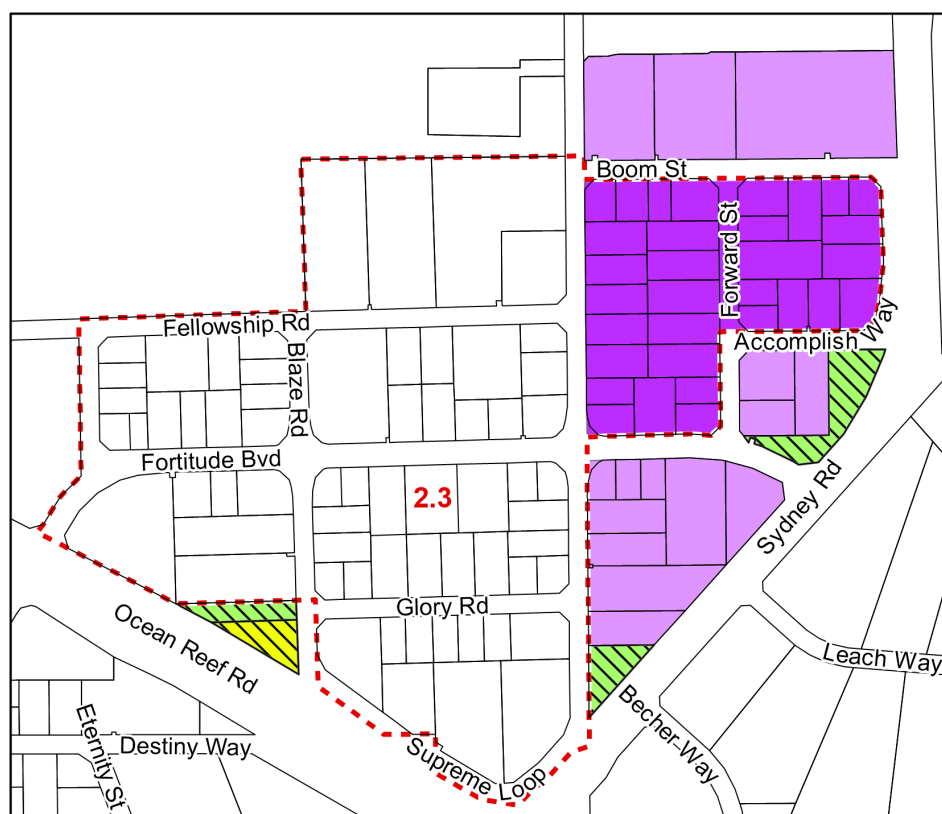 Boom St
Forward St
Fellowship Rd
Accomplish Way
Blaze Rd
Fortitude Bvd
2.3
Sydney Rd
Glory Rd
Ocean Reef Rd
Leach Way
Becher Way
Eternity St
Destiny Way
Supreme Loop